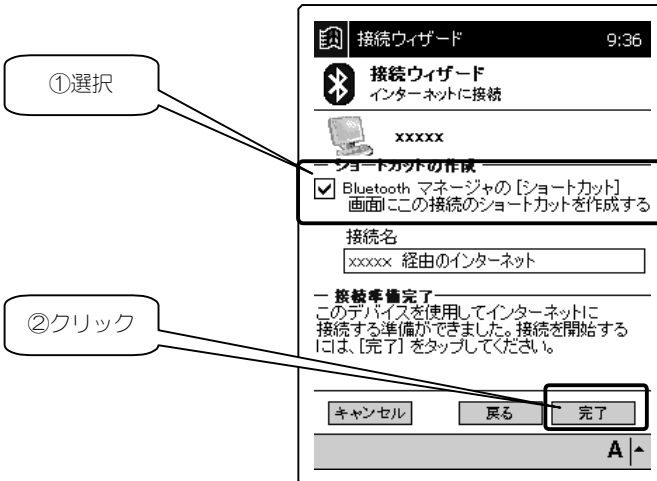 接続ウィザード 9:36
①選択
接続ウィザード
インターネットに接続
xxxxx
ショートカットの作成
Bluetooth マネージャの [ショートカット]
画面にこの接続のショートカットを作成する
接続名
xxxxx 経由のインターネット
接続準備完了
②クリック
このデバイスを使用してインターネットに
接続する準備ができました。接続を開始する
には、[完了] をタップしてください。
キャンセル 戻る 完了
A